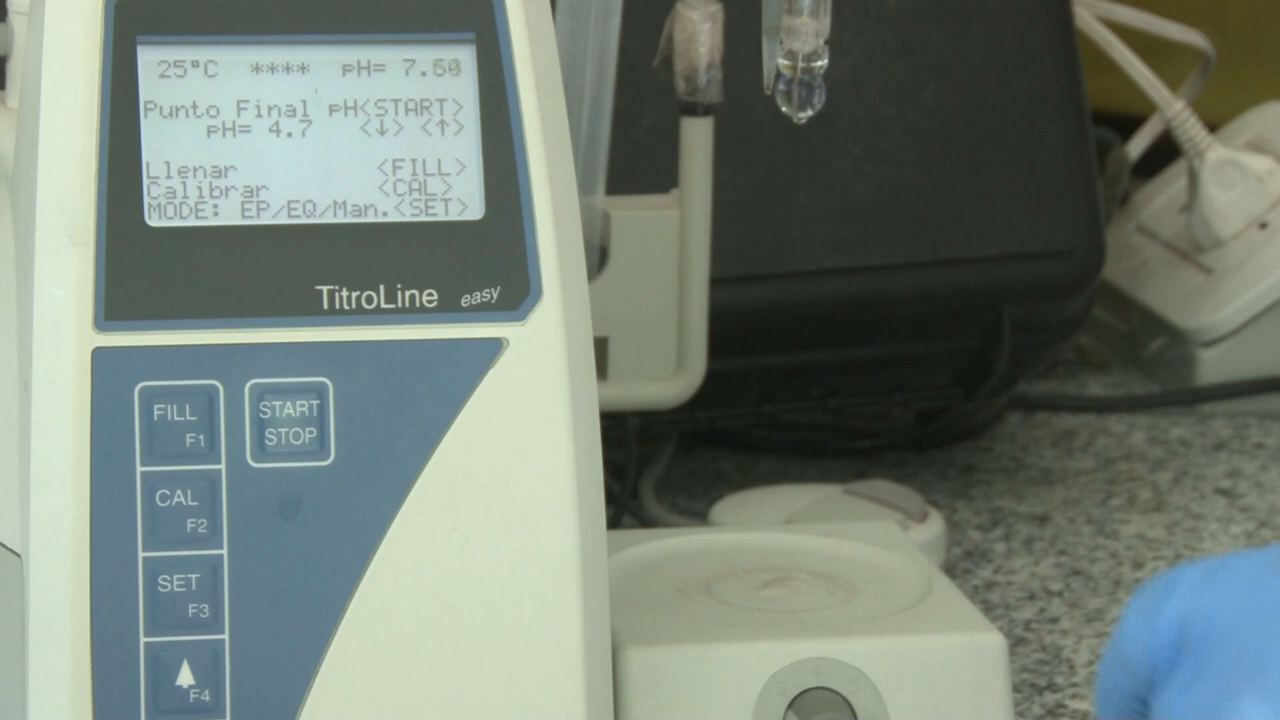 25°C **** pH= 7.60
Punto Final pH<START>
pH= 4.7 <↓> <↑>
Llenar <FILL>
Calibrar <CAL>
MODE: EP/EQ/Man.<SET>
TitroLine easy
FILL
F1
START
STOP
CAL
F2
SET
F3
F4